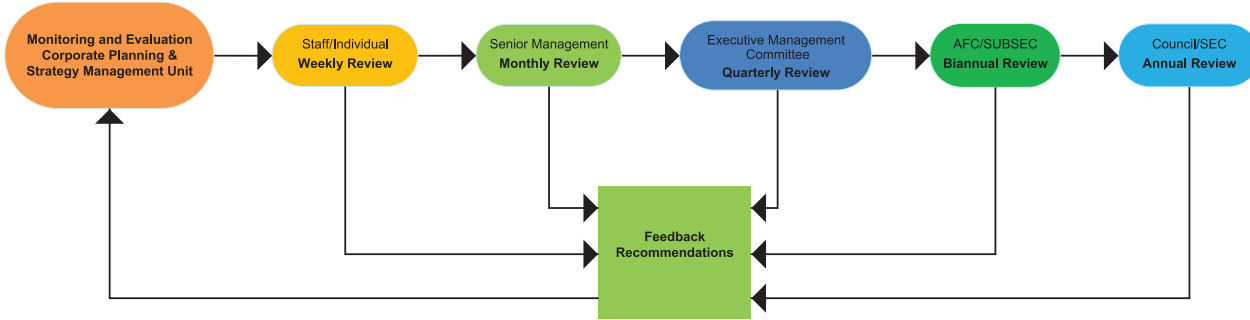 Monitoring and Evaluation
Corporate Planning &
Strategy Management Unit
Staff/Individual
Weekly Review
Senior Management
Monthly Review
Executive Management
Committee
Quarterly Review
AFC/SUBSEC
Biannual Review
Council/SEC
Annual Review
Feedback
Recommendations